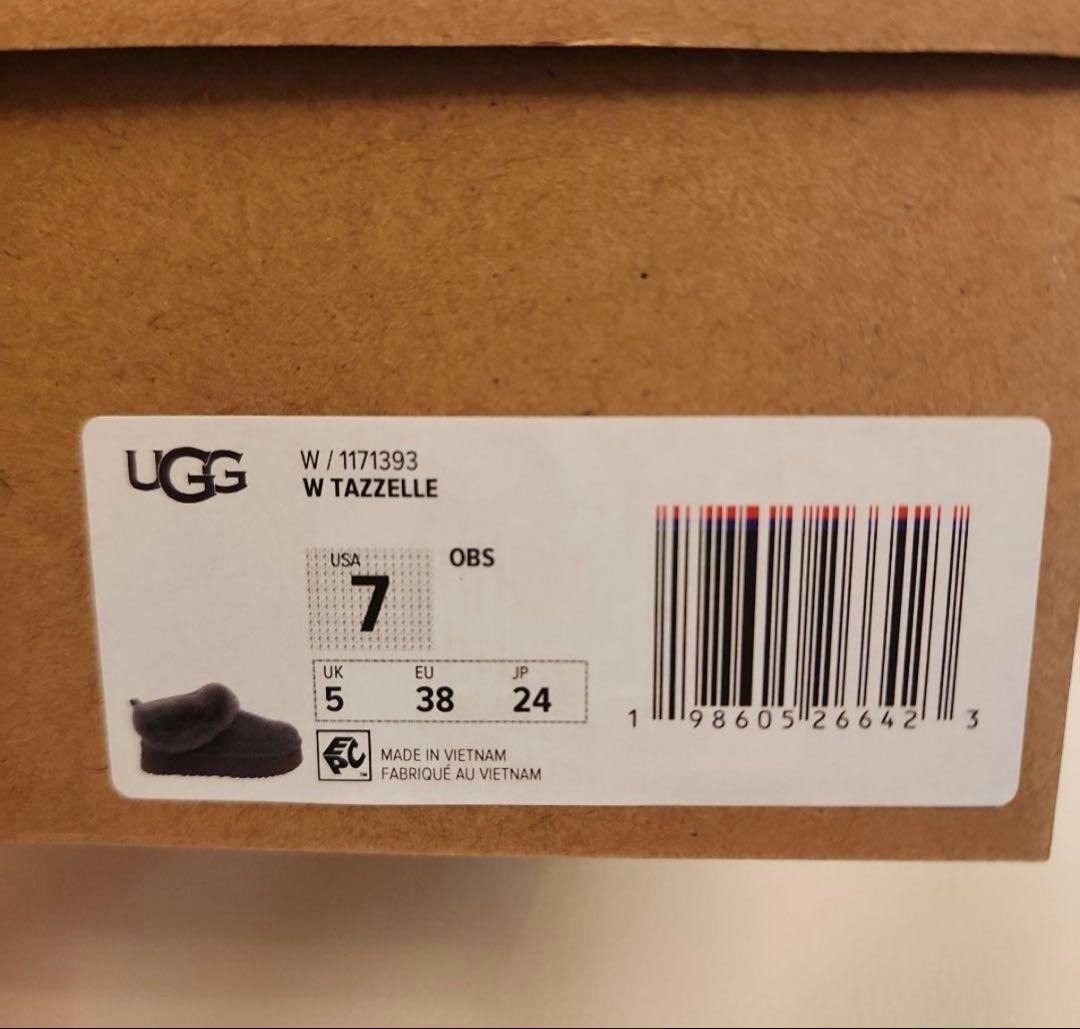 UGG
W / 1171393
W TAZZELLE
USA
7
OBS
UK EU JP
5 38 24
EPC™
MADE IN VIETNAM
FABRIQUÉ AU VIETNAM
1 98605 26642 3